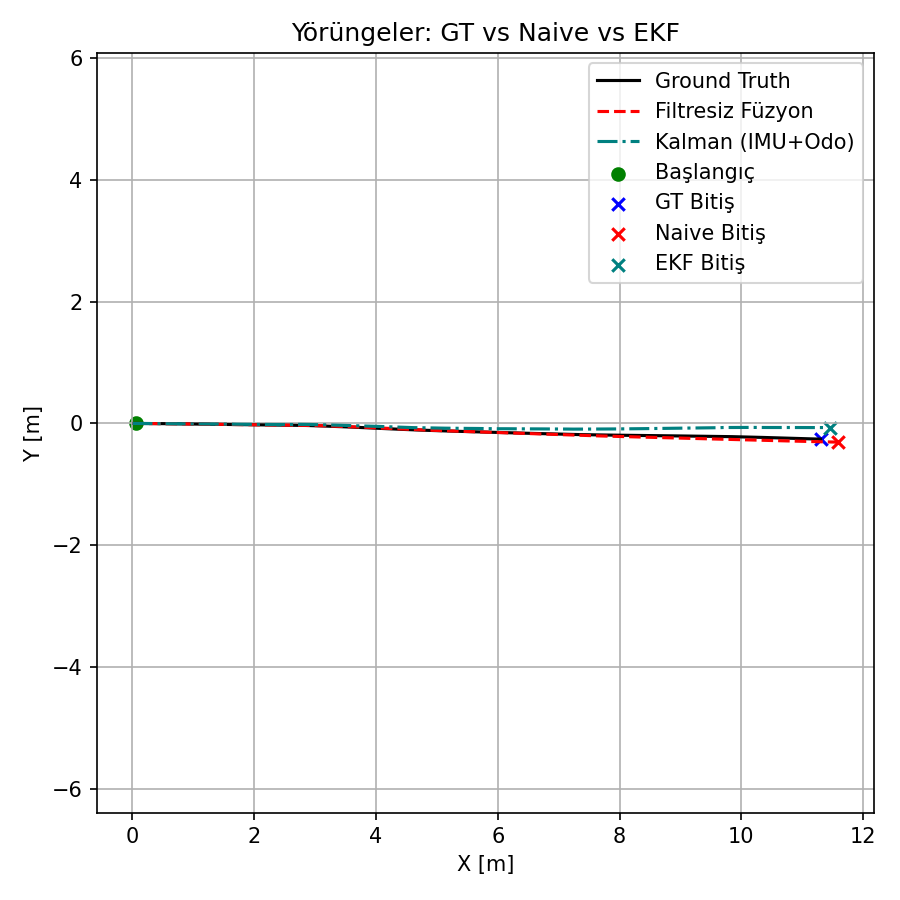 Yörüngeler: GT vs Naive vs EKF
Ground Truth
Filtresiz Füzyon
Kalman (IMU+Odo)
Başlangıç
GT Bitiş
Naive Bitiş
EKF Bitiş
Y [m]
6
4
2
0
−2
−4
−6
0 2 4 6 8 10 12
X [m]